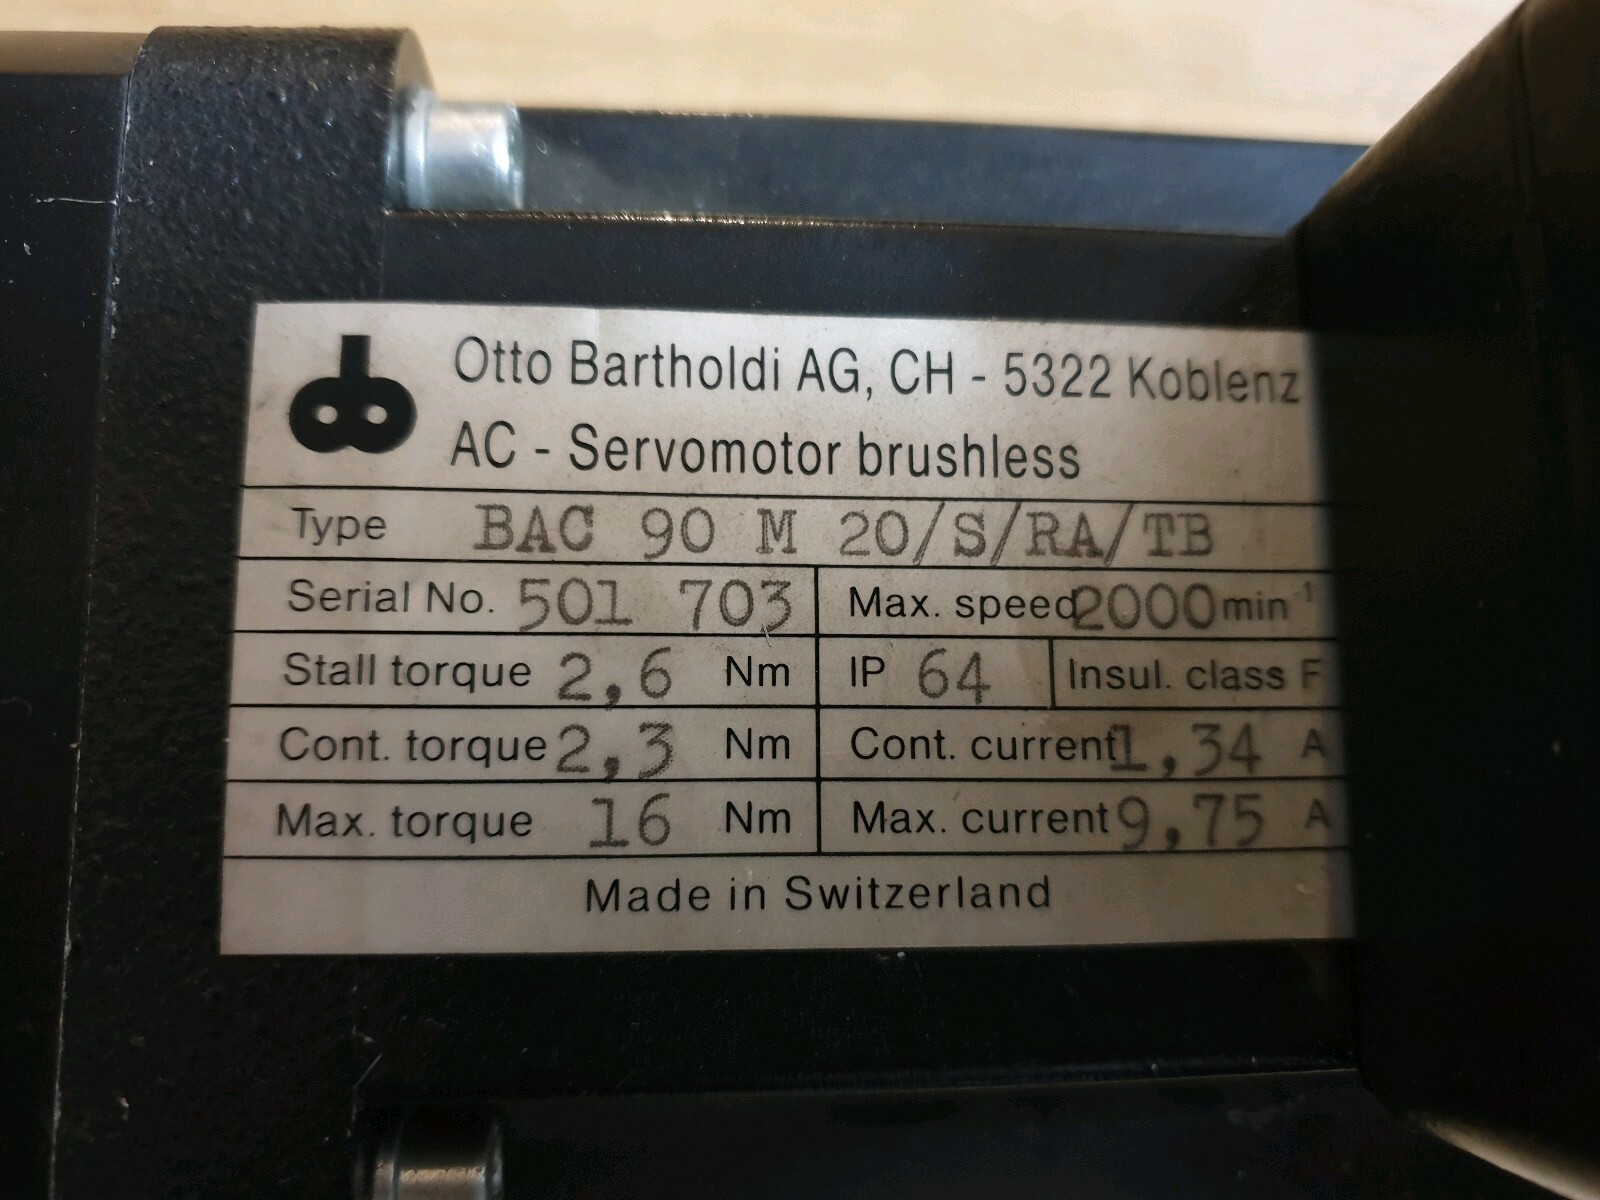 Otto Bartholdi AG, CH - 5322 Koblenz
AC - Servomotor brushless
Type BAC 90 M 20/S/RA/TB
Serial No. 501 703 Max. speed 2000 min⁻¹
Stall torque 2,6 Nm IP 64 Insul. class F
Cont. torque 2,3 Nm Cont. current 1,34 A
Max. torque 16 Nm Max. current 9,75 A
Made in Switzerland